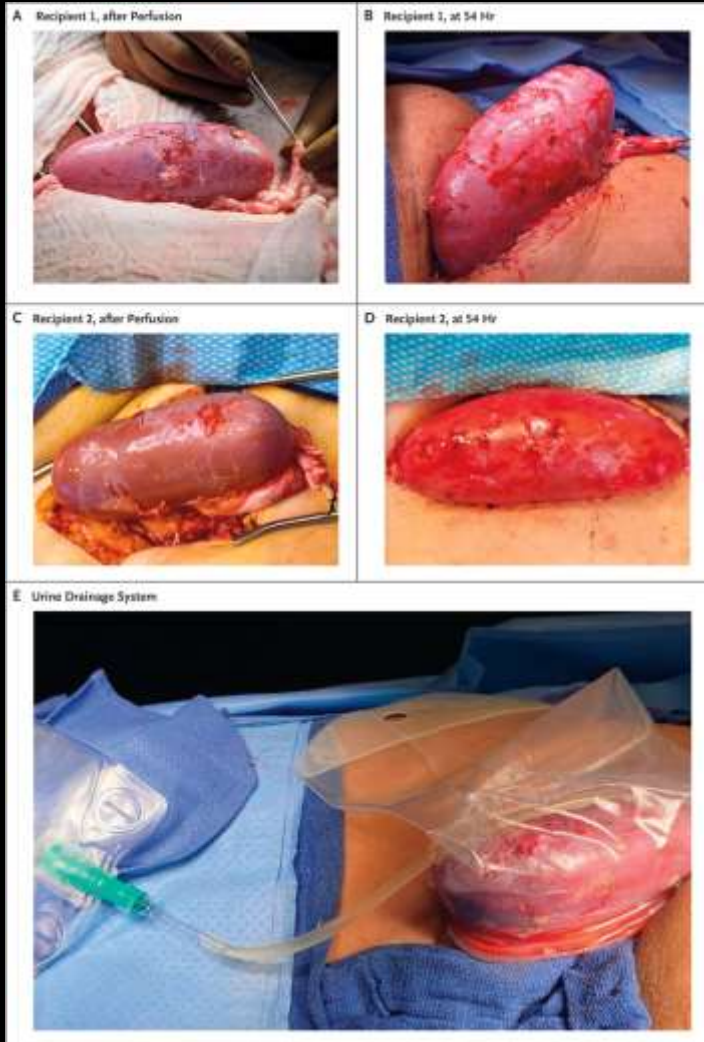 A Recipient 1, after Perfusion
B Recipient 1, at 54 Hr
C Recipient 2, after Perfusion
D Recipient 2, at 54 Hr
E Urine Drainage System